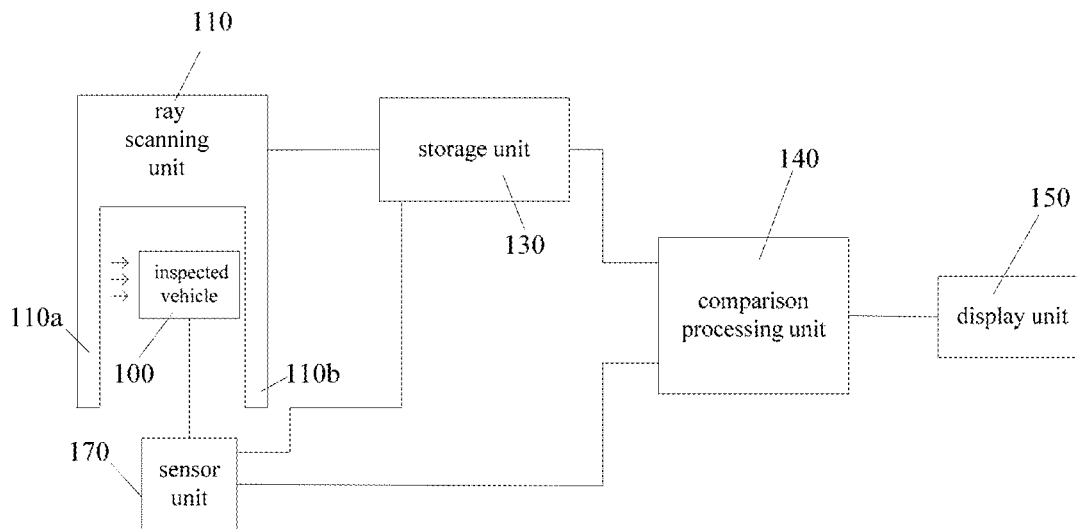 110
ray
scanning
unit
storage unit
130
140
150
inspected
vehicle
comparison
processing unit
display unit
110a
100
110b
170
sensor
unit